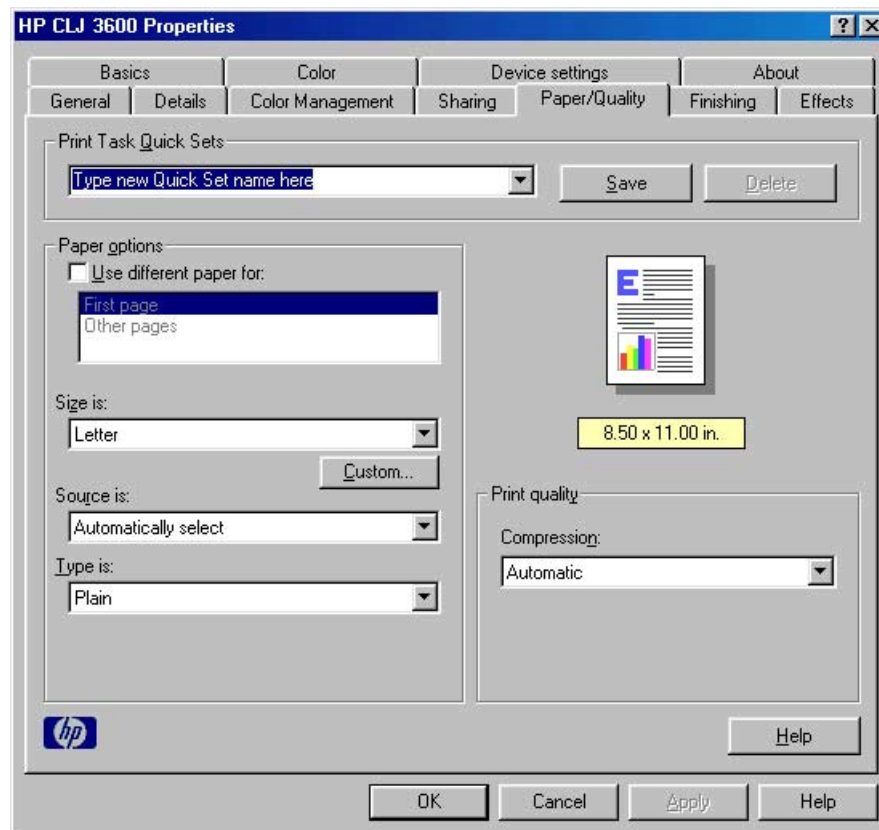 HP CLJ 3600 Properties
Basics Color Device settings About
General Details Color Management Sharing Paper/Quality Finishing Effects
Print Task Quick Sets
Type new Quick Set name here Save Delete
Paper options
Use different paper for:
First page
Other pages
E
Size is:
Letter
8.50 x 11.00 in.
Custom...
Source is:
Automatically select
Print quality
Compression:
Automatic
Type is:
Plain
hp
Help
OK Cancel Apply Help